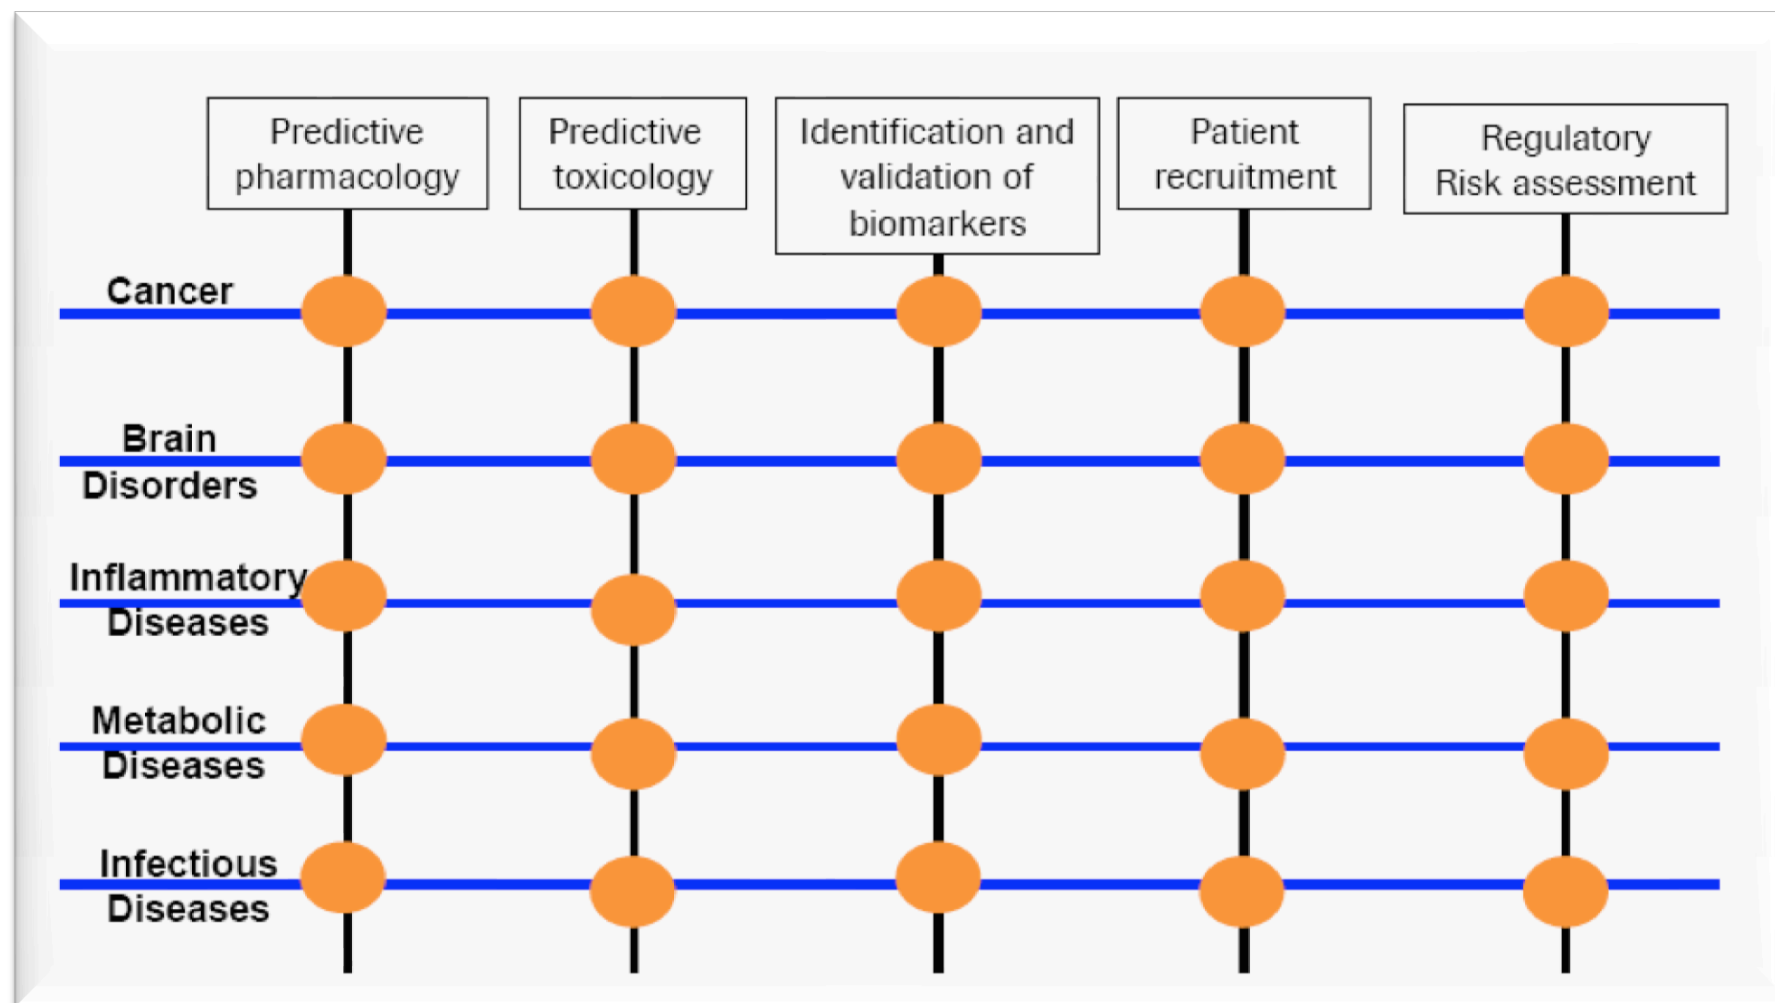 Predictive
pharmacology
Predictive
toxicology
Identification and
validation of
biomarkers
Patient
recruitment
Regulatory
Risk assessment
Cancer
Brain
Disorders
Inflammatory
Diseases
Metabolic
Diseases
Infectious
Diseases